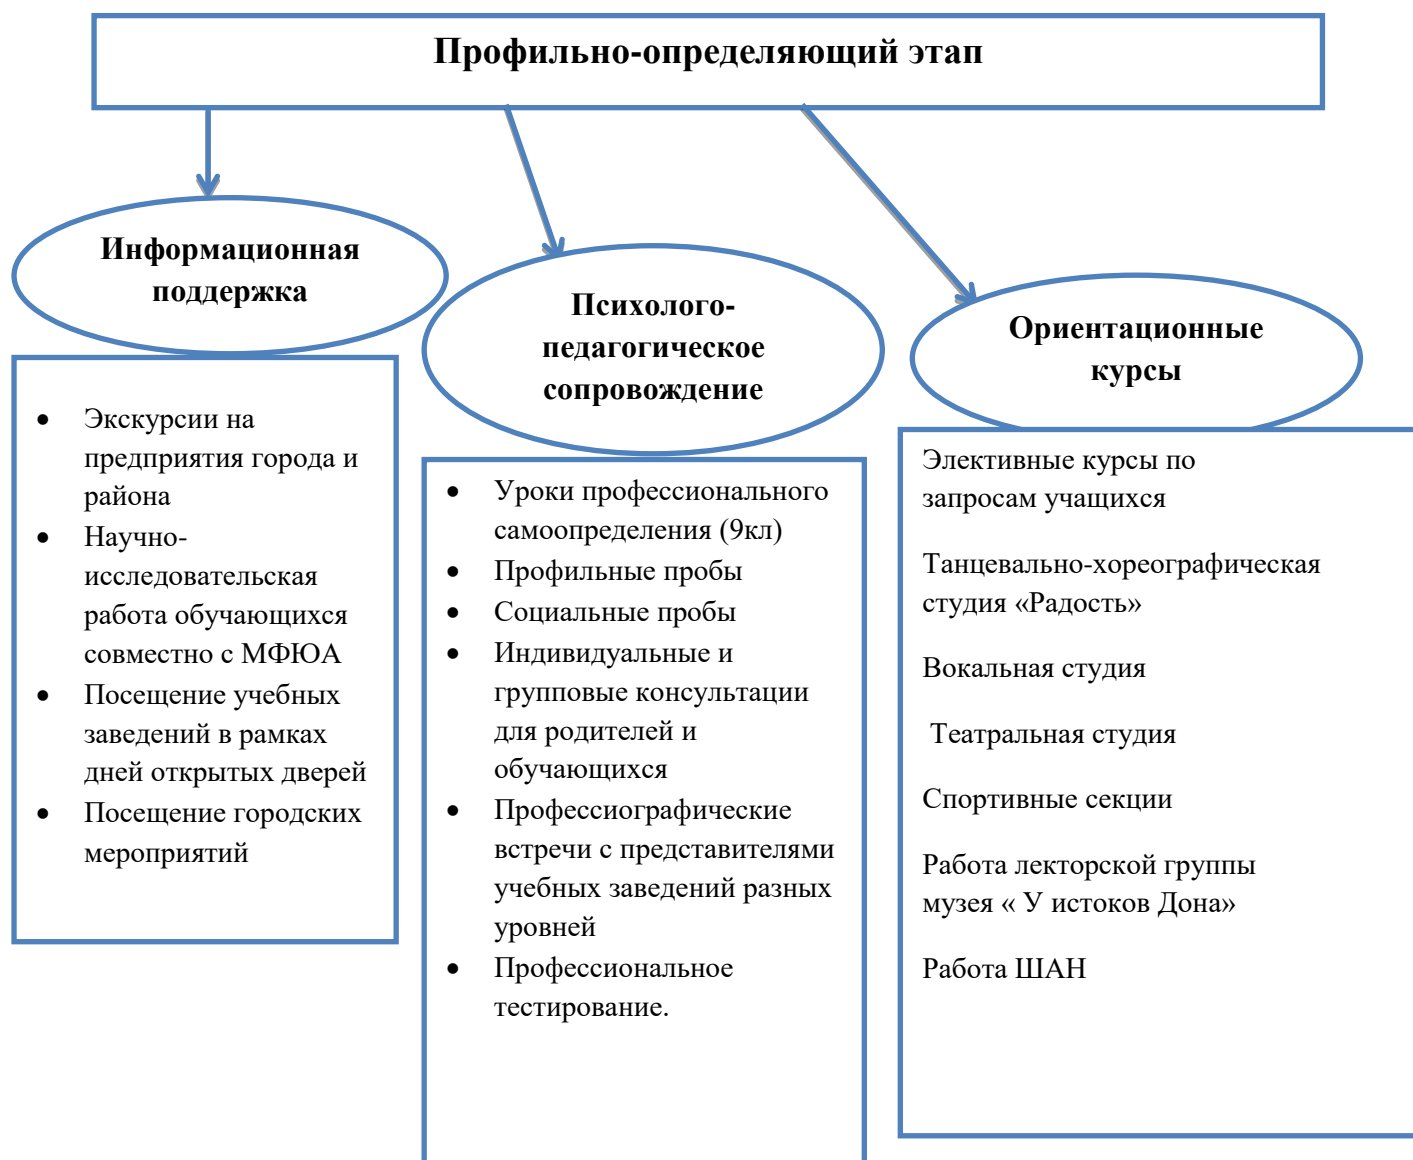 Профильно-определяющий этап
Информационная
поддержка
Экскурсии на
предприятия города и
района
Научно-
исследовательская
работа обучающихся
совместно с МФЮА
Посещение учебных
заведений в рамках
дней открытых дверей
Посещение городских
мероприятий
Психолого-
педагогическое
сопровождение
Уроки профессионального
самоопределения (9кл)
Профильные пробы
Социальные пробы
Индивидуальные и
групповые консультации
для родителей и
обучающихся
Профессиографические
встречи с представителями
учебных заведений разных
уровней
Профессиональное
тестирование.
Ориентационные
курсы
Элективные курсы по
запросам учащихся
Танцевально-хореографическая
студия «Радость»
Вокальная студия
Театральная студия
Спортивные секции
Работа лекторской группы
музея « У истоков Дона»
Работа ШАН